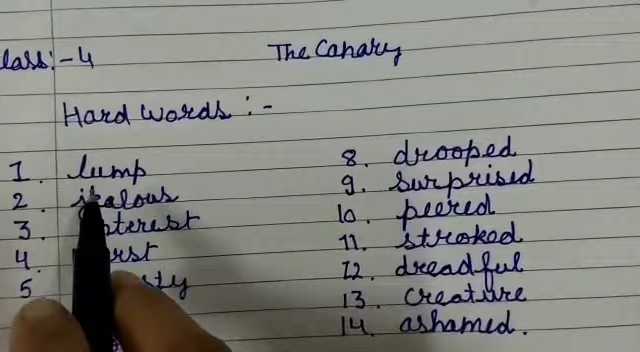 lass:- 4 The Canary
Hard Words :-
1. lump
2. jealous
3. interest
4.
5.
8. drooped
9. surprised
10. peered
11. stroked
12. dreadful
13. creature
14. ashamed.